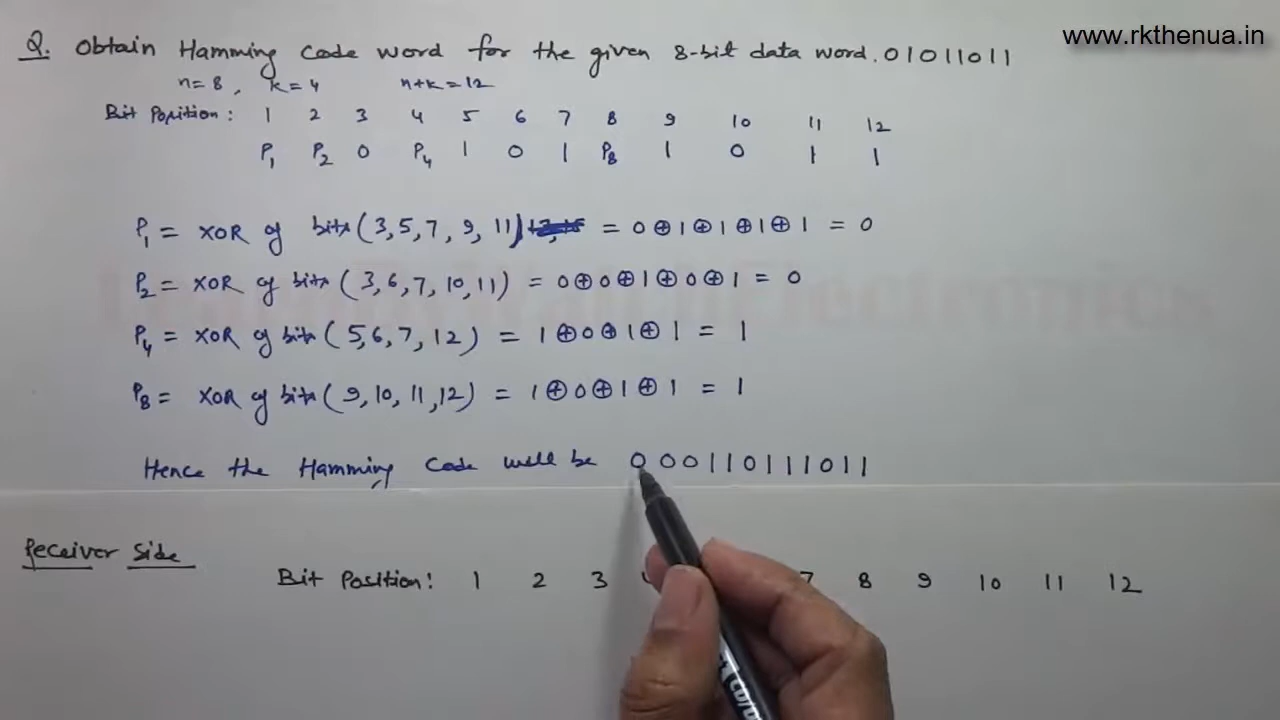 www.rkthenua.in
Q. Obtain Hamming Code word for the given 8-bit data word. 01011011
n=8, k=4 n+k=12
Bit Position: 1 2 3 4 5 6 7 8 9 10 11 12
P1 P2 0 P4 1 0 1 P8 1 0 1 1
P1 = XOR of bits (3,5,7,9,11) = 0⊕1⊕1⊕1⊕1 = 0
P2 = XOR of bits (3,6,7,10,11) = 0⊕0⊕1⊕0⊕1 = 0
P4 = XOR of bits (5,6,7,12) = 1⊕0⊕1⊕1 = 1
P8 = XOR of bits (9,10,11,12) = 1⊕0⊕1⊕1 = 1
Hence the Hamming Code will be 000110111011
Receiver Side
Bit Position: 1 2 3 7 8 9 10 11 12